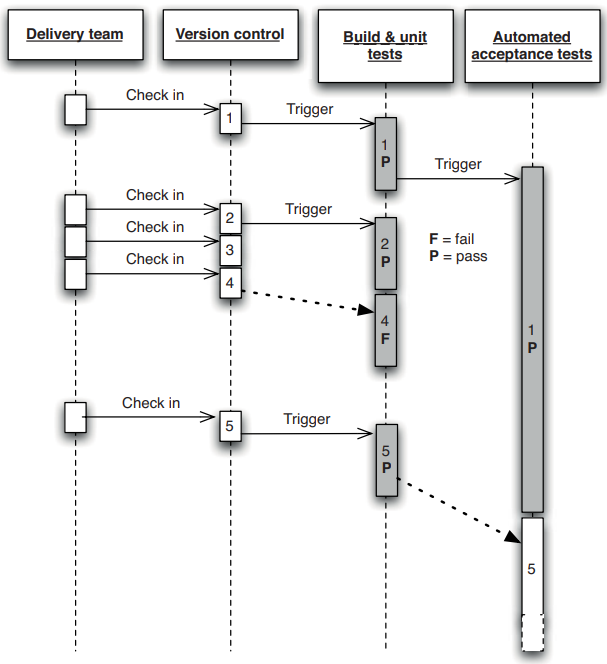 Delivery team
Version control
Build & unit
tests
Automated
acceptance tests
Check in
1
Trigger
1
P
Trigger
Check in
2
Trigger
Check in
3
Check in
4
2
P
F = fail
P = pass
4
F
1
P
Check in
5
Trigger
5
P
5